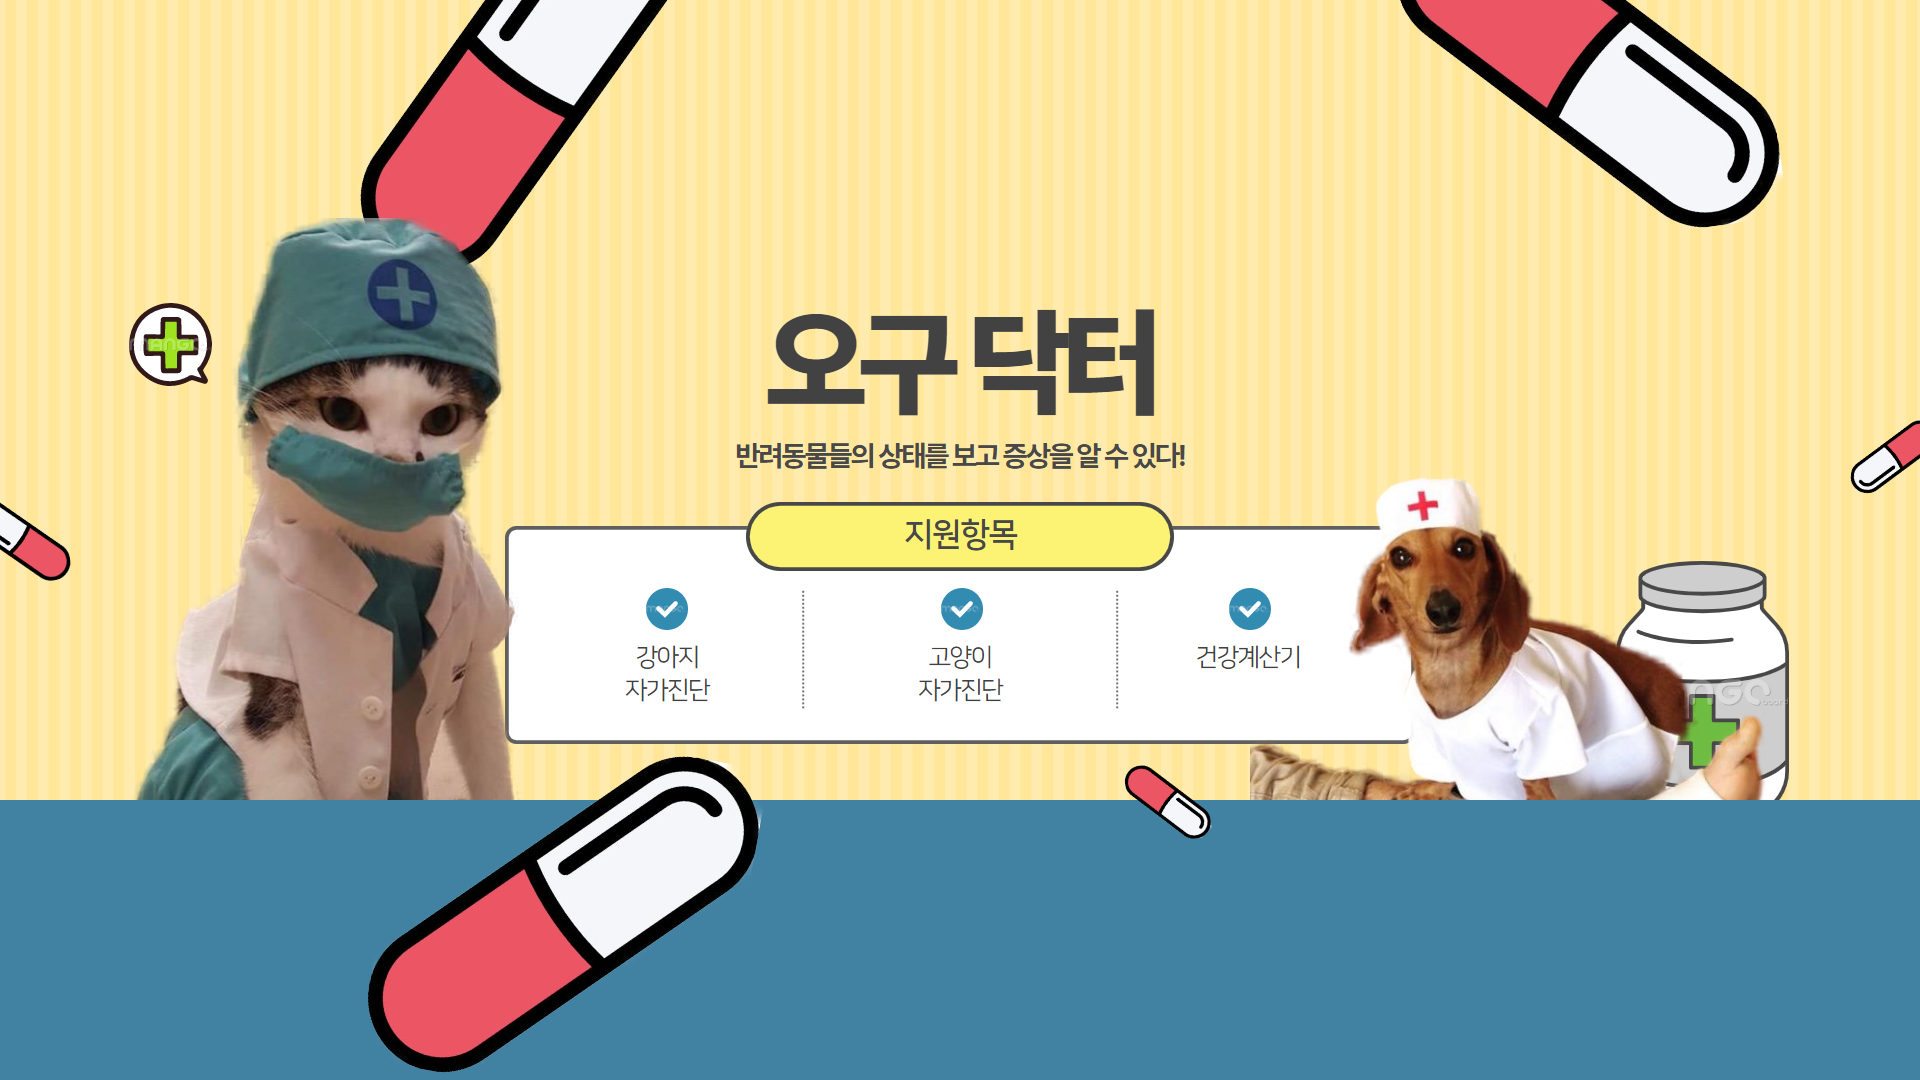 오구 닥터
반려동물들의 상태를 보고 증상을 알 수 있다!
지원항목
강아지
자가진단
고양이
자가진단
건강계산기